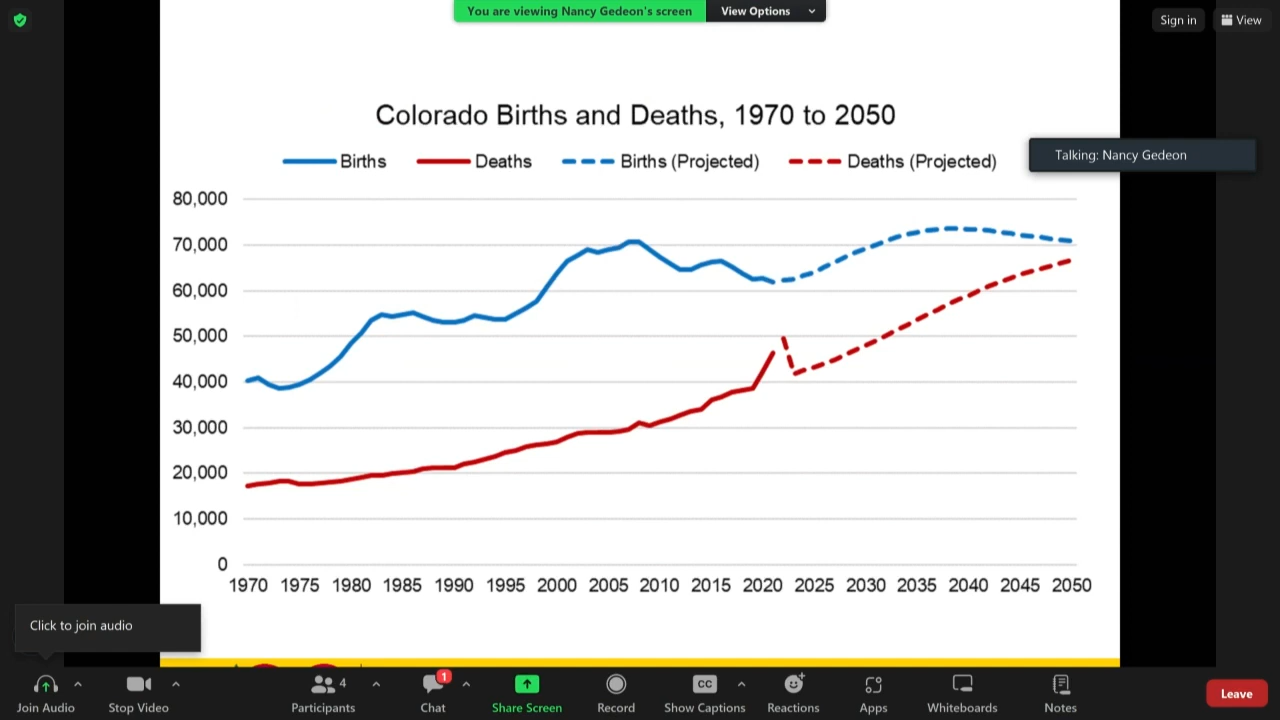 You are viewing Nancy Gedeon's screen View Options
Sign in View
Colorado Births and Deaths, 1970 to 2050
Births Deaths Births (Projected) Deaths (Projected)
Talking: Nancy Gedeon
80,000
70,000
60,000
50,000
40,000
30,000
20,000
10,000
0
1970 1975 1980 1985 1990 1995 2000 2005 2010 2015 2020 2025 2030 2035 2040 2045 2050
Click to join audio
4
1
CC
Join Audio Stop Video Participants Chat Share Screen Record Show Captions Reactions Apps Whiteboards Notes Leave